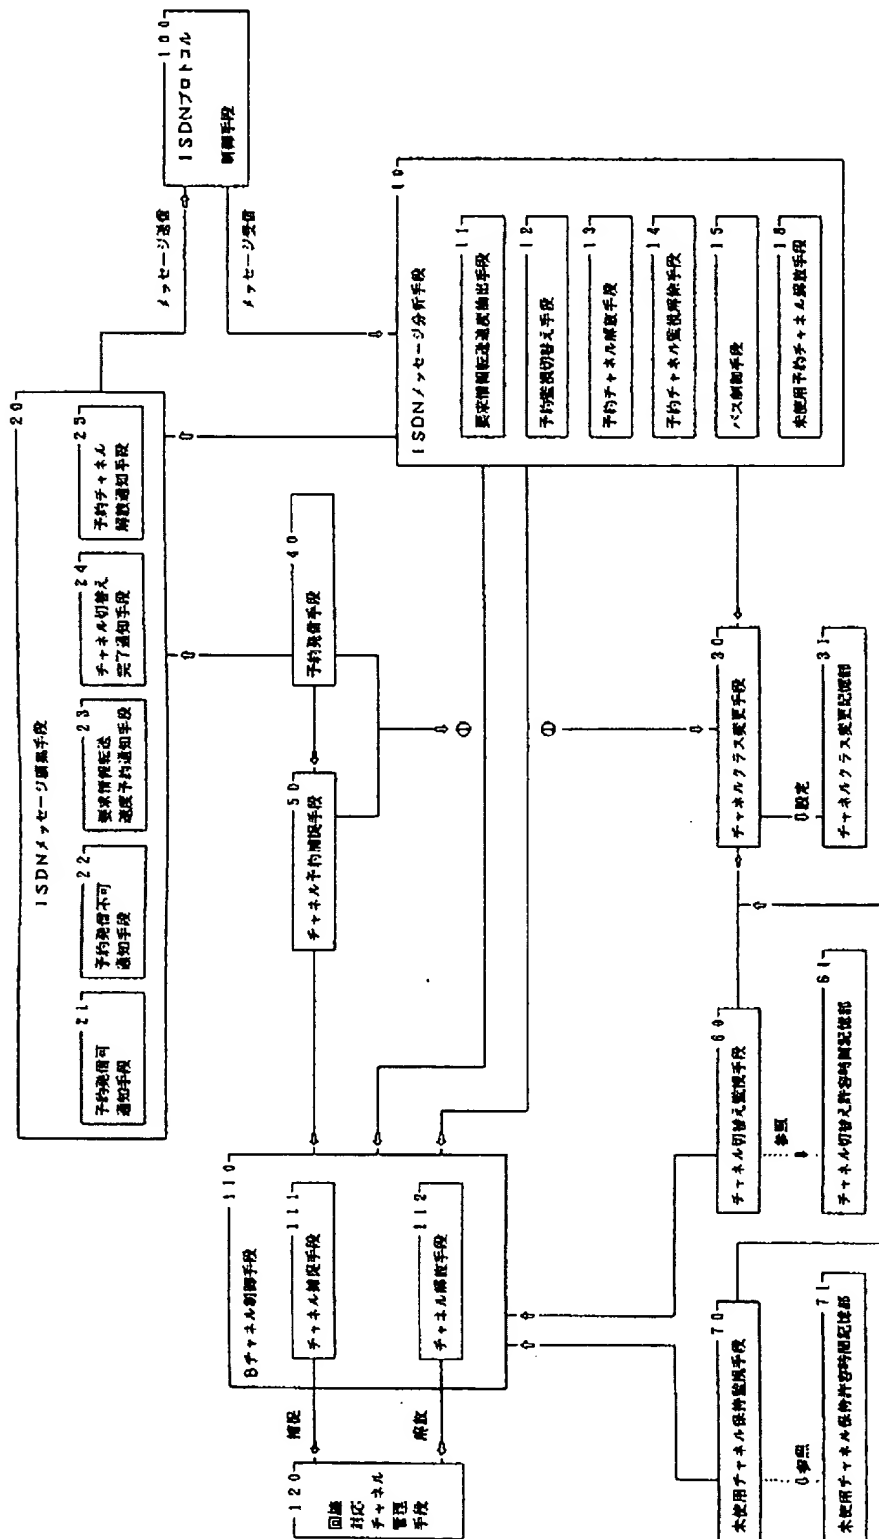 100
ISDNプロトコル
制御手段
メッセージ送信
メッセージ受信
20
ISDNメッセージ編集手段
21
予約発信可
通知手段
22
予約発信不可
通知手段
23
要求情報転送
速度予約通知手段
24
チャネル切替え
完了通知手段
25
予約チャネル
解放通知手段
10
ISDNメッセージ分析手段
11
要求情報転送速度抽出手段
12
予約監視切替え手段
13
予約チャネル解放手段
14
予約チャネル監視解除手段
15
パス制御手段
16
未使用予約チャネル解放手段
40
予約発信手段
50
チャネル予約捕捉手段
①
①
30
チャネルクラス変更手段
設定
31
チャネルクラス変更記憶部
110
Bチャネル制御手段
111
チャネル捕捉手段
112
チャネル解放手段
捕捉
解放
120
回線
対応
チャネル
管理
手段
60
チャネル切替え監視手段
参照
61
チャネル切替え許容時間記憶部
70
未使用チャネル保持監視手段
参照
71
未使用チャネル保持許容時間記憶部